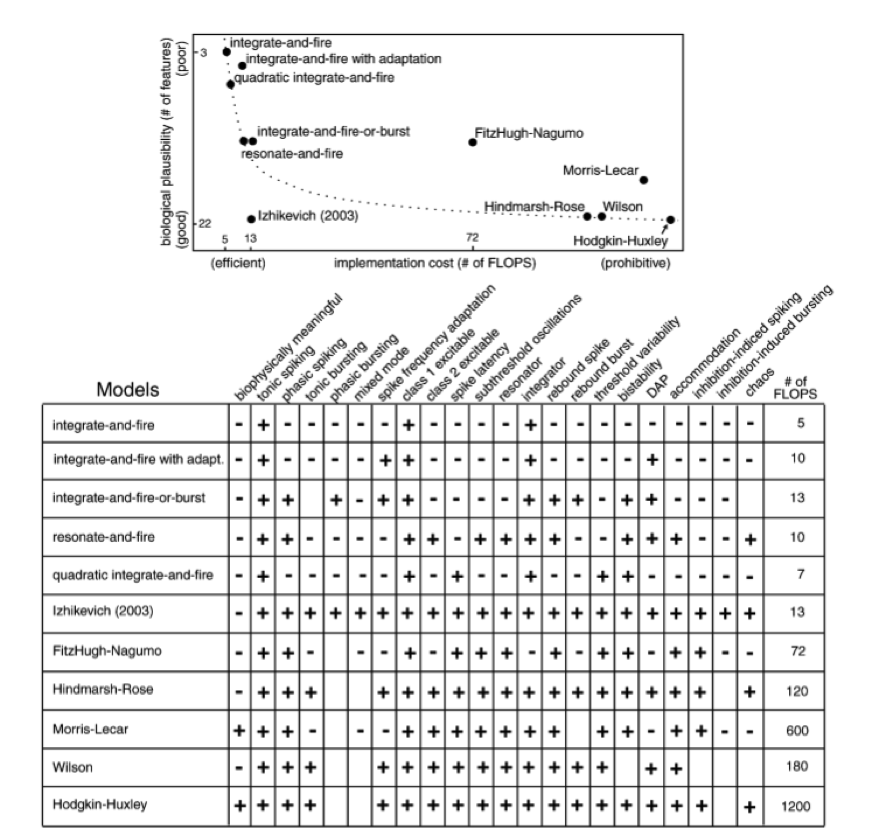 integrate-and-fire
3
integrate-and-fire with adaptation
quadratic integrate-and-fire
integrate-and-fire-or-burst
FitzHugh-Nagumo
resonate-and-fire
Morris-Lecar
Hindmarsh-Rose
Wilson
Izhikevich (2003)
22
Hodgkin-Huxley
biological plausibility (# of features)
(poor)
(good)
5 13 72
(efficient) implementation cost (# of FLOPS) (prohibitive)
biophysically meaningful
tonic spiking
phasic spiking
tonic bursting
phasic bursting
mixed mode
spike frequency adaptation
class 1 excitable
class 2 excitable
spike latency
subthreshold oscillations
resonator
integrator
rebound spike
rebound burst
threshold variability
bistability
DAP
accommodation
inhibition-indiced spiking
inhibition-induced bursting
chaos
Models
# of
FLOPS
integrate-and-fire - + - - - - - + - - - - + - - - - - - - - - 5
integrate-and-fire with adapt. - + - - - - + + - - - - + - - - - + - - - - 10
integrate-and-fire-or-burst - + + + - + + - - - - + + + - + + - - - 13
resonate-and-fire - + + - - - - + + - + + + + - - + + + - - + 10
quadratic integrate-and-fire - + - - - - - + - + - - + - - + + - - - - - 7
Izhikevich (2003) - + + + + + + + + + + + + + + + + + + + + + 13
FitzHugh-Nagumo - + + - - - + - + + + - + - + + - + + - - 72
Hindmarsh-Rose - + + + + + + + + + + + + + + + + + + 120
Morris-Lecar + + + - - - + + + + + + + + + - + + - - 600
Wilson - + + + + + + + + + + + + + + + 180
Hodgkin-Huxley + + + + + + + + + + + + + + + + + + + 1200